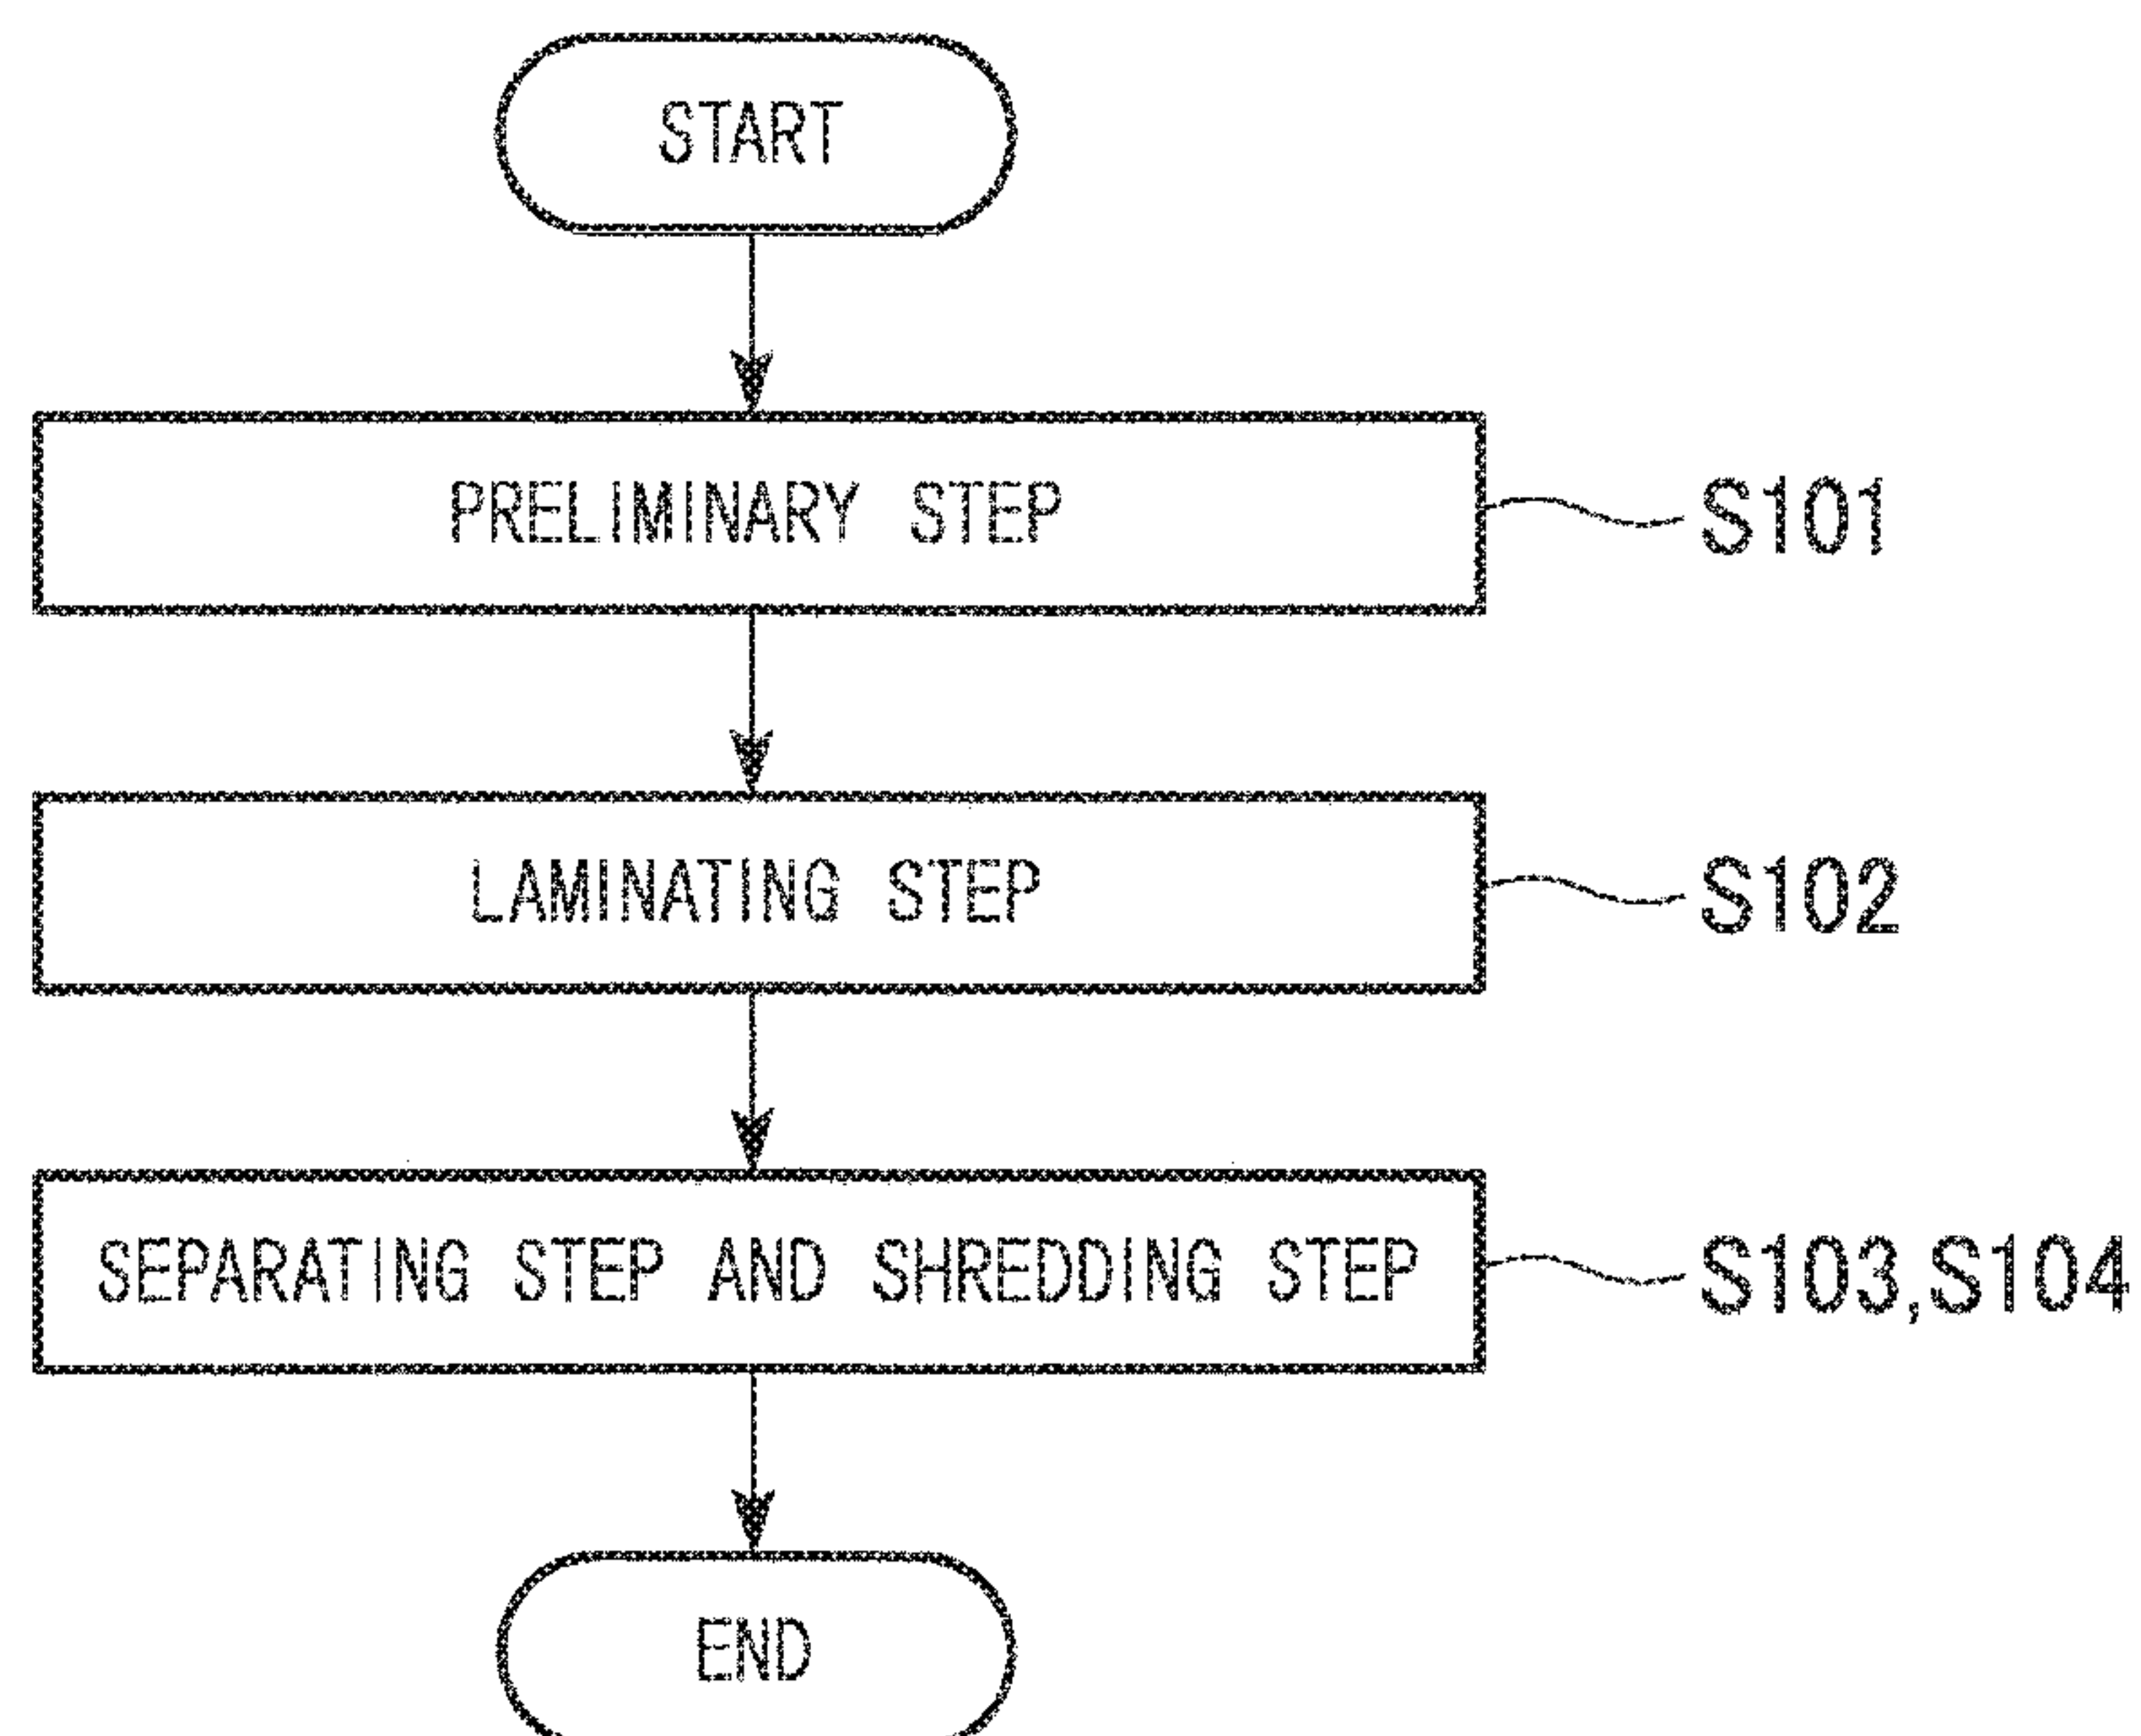 START
PRELIMINARY STEP
S101
LAMINATING STEP
S102
SEPARATING STEP AND SHREDDING STEP
S103,S104
END